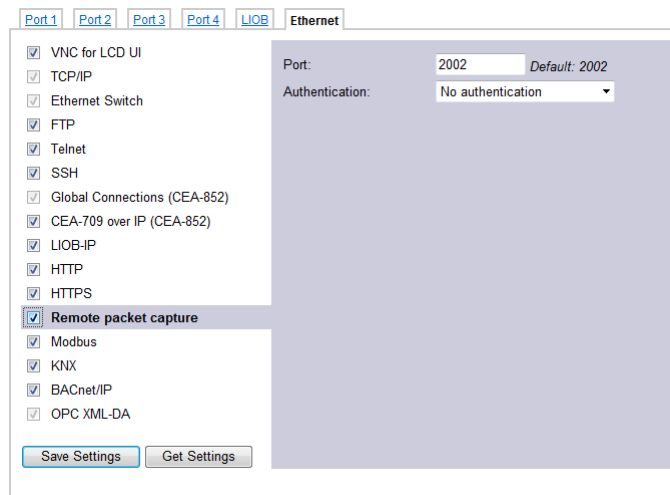 Port 1 Port 2 Port 3 Port 4 LIOB Ethernet
VNC for LCD UI
TCP/IP
Ethernet Switch
FTP
Telnet
SSH
Global Connections (CEA-852)
CEA-709 over IP (CEA-852)
LIOB-IP
HTTP
HTTPS
Remote packet capture
Modbus
KNX
BACnet/IP
OPC XML-DA
Save Settings Get Settings
Port: 2002 Default: 2002
Authentication: No authentication